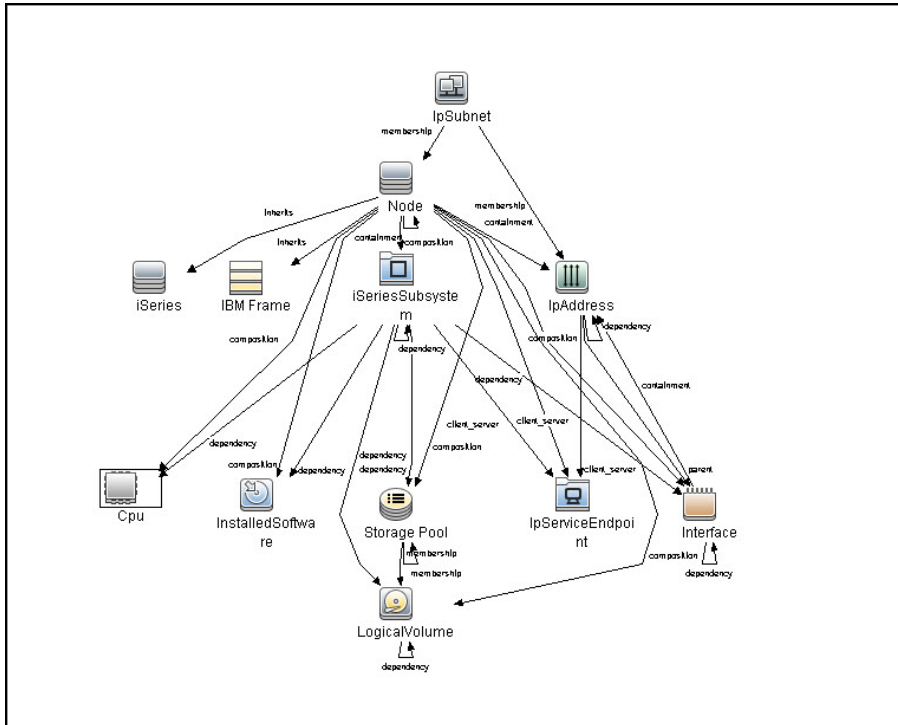 IpSubnet
membership
Node
membership
containment
Inherits
Inherits
containment
composition
iSeries
IBM Frame
iSeriesSubsyste
m
IpAddress
dependency
composition
composition
dependency
dependency
containment
client_server
client_server
composition
dependency
dependency
dependency
composition
dependency
client_server
parent
Cpu
InstalledSoftwa
re
Storage Pool
IpServiceEndpoi
nt
Interface
membership
composition
membership
dependency
LogicalVolume
dependency